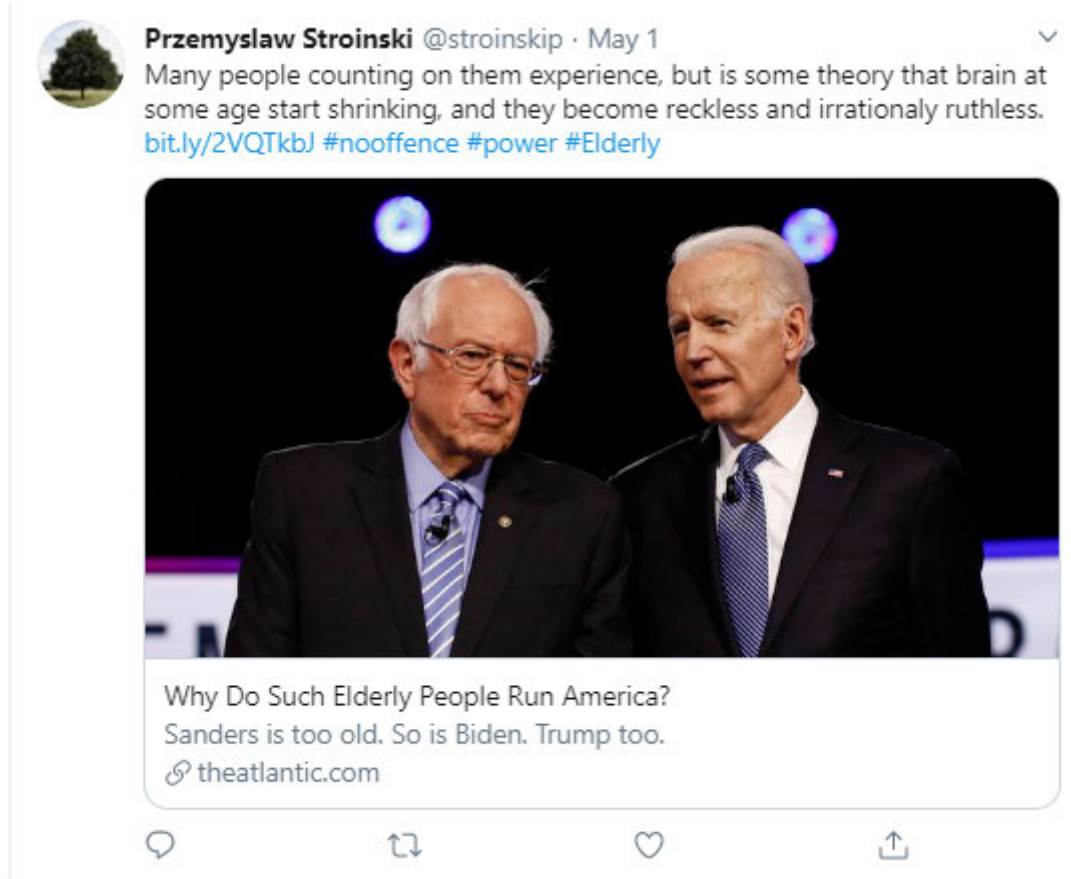 Przemyslaw Stroinski @stroinskip · May 1
Many people counting on them experience, but is some theory that brain at
some age start shrinking, and they become reckless and irrationaly ruthless.
bit.ly/2VQTkbJ #nooffence #power #Elderly
Why Do Such Elderly People Run America?
Sanders is too old. So is Biden. Trump too.
theatlantic.com